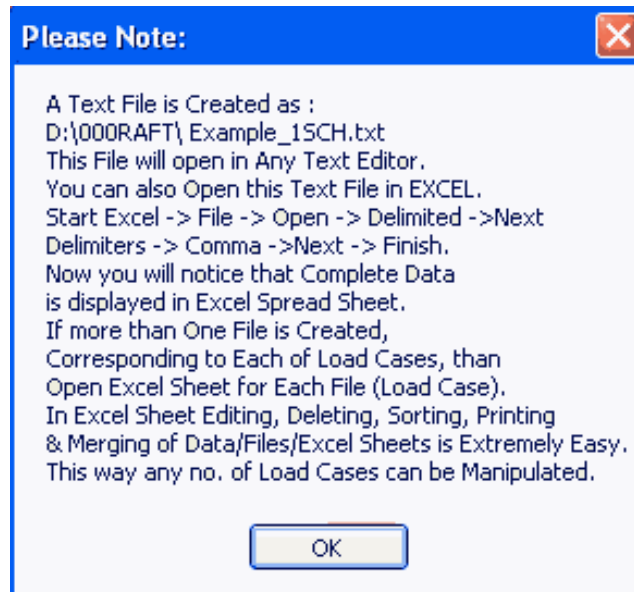 Please Note:
A Text File is Created as :
D:\000RAFT\ Example_1SCH.txt
This File will open in Any Text Editor.
You can also Open this Text File in EXCEL.
Start Excel -> File -> Open -> Delimited ->Next
Delimiters -> Comma ->Next -> Finish.
Now you will notice that Complete Data
is displayed in Excel Spread Sheet.
If more than One File is Created,
Corresponding to Each of Load Cases, than
Open Excel Sheet for Each File (Load Case).
In Excel Sheet Editing, Deleting, Sorting, Printing
& Merging of Data/Files/Excel Sheets is Extremely Easy.
This way any no. of Load Cases can be Manipulated.
OK